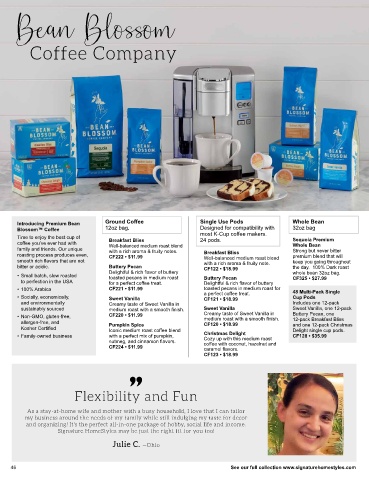 Bean Blossom
Coffee Company
BEAN
BLOSSOM
BEAN
BLOSSOM
Sequoia
BEAN
BLOSSOM
BEAN
BLOSSOM
BEAN
BLOSSOM
Introducing Premium Bean
Blossom™ Coffee
Time to enjoy the best cup of
coffee you've ever had with
family and friends. Our unique
roasting process produces even,
smooth rich flavors that are not
bitter or acidic.
• Small batch, slow roasted
to perfection in the USA
• 100% Arabica
• Socially, economically,
and environmentally
sustainably sourced
• Non-GMO, gluten-free,
allergen-free, and
Kosher Certified
• Family-owned business
Ground Coffee
12oz bag.
Breakfast Bliss
Well-balanced medium roast blend
with a rich aroma & fruity notes.
CF222 • $11.99
Buttery Pecan
Delightful & rich flavor of buttery
toasted pecans in medium roast
for a perfect coffee treat.
CF221 • $11.99
Sweet Vanilla
Creamy taste of Sweet Vanilla in
medium roast with a smooth finish.
CF220 • $11.99
Pumpkin Spice
Iconic medium roast coffee blend
with a perfect mix of pumpkin,
nutmeg, and cinnamon flavors.
CF224 • $11.99
Single Use Pods
Designed for compatibility with
most K-Cup coffee makers.
24 pods.
Breakfast Bliss
Well-balanced medium roast blend
with a rich aroma & fruity note.
CF122 • $18.99
Buttery Pecan
Delightful & rich flavor of buttery
toasted pecans in medium roast for
a perfect coffee treat.
CF121 • $18.99
Sweet Vanilla
Creamy taste of Sweet Vanilla in
medium roast with a smooth finish.
CF120 • $18.99
Christmas Delight
Cozy up with this medium roast
coffee with coconut, hazelnut and
caramel flavors.
CF123 • $18.99
Whole Bean
32oz bag
Sequoia Premium
Whole Bean
Strong but never bitter
premium blend that will
keep you going throughout
the day. 100% Dark roast
whole bean 32oz bag.
CF325 • $27.99
48 Multi-Pack Single
Cup Pods
Includes one 12-pack
Sweet Vanilla, one 12-pack
Buttery Pecan, one
12-pack Breakfast Bliss
and one 12-pack Christmas
Delight single cup pods.
CF126 • $35.99
”
Flexibility and Fun
As a stay-at-home wife and mother with a busy household, I love that I can tailor
my business around the needs of my family while still indulging my taste for decor
and organizing! It's the perfect all-in-one package of hobby, social life and income.
Signature HomeStyles may be just the right fit for you too!
Julie C. —Ohio
46
See our full collection www.signaturehomestyles.com